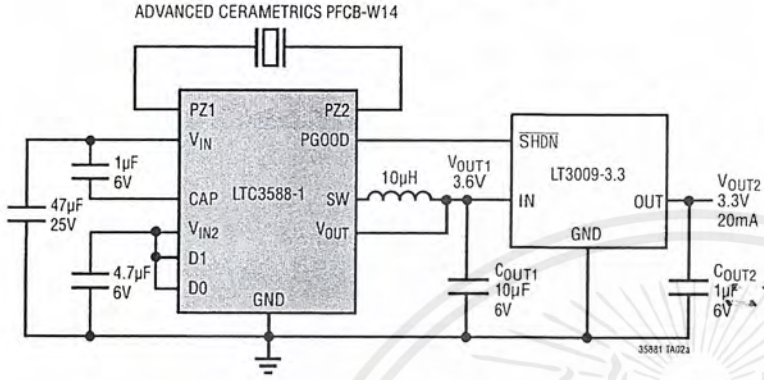 ADVANCED CERAMETRICS PFCB-W14
PZ1
PZ2
VIN
PGOOD
SHDN
1µF
6V
LTC3588-1
10µH
VOUT1
3.6V
LT3009-3.3
VOUT2
3.3V
20mA
CAP
SW
IN
OUT
47µF
25V
VIN2
VOUT
GND
4.7µF
6V
D1
D0
GND
COUT1
10µF
6V
COUT2
1µF
6V
35881 TA02a